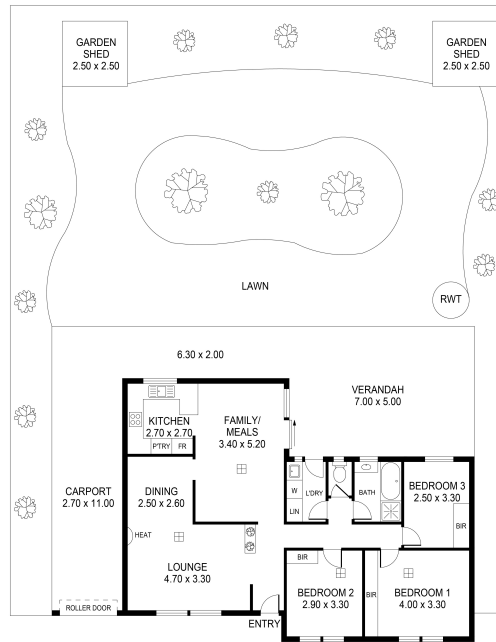 GARDEN
SHED
2.50 x 2.50
GARDEN
SHED
2.50 x 2.50
LAWN
RWT
6.30 x 2.00
VERANDAH
7.00 x 5.00
KITCHEN
2.70 x 2.70
P'TRY FR
FAMILY/
MEALS
3.40 x 5.20
CARPORT
2.70 x 11.00
DINING
2.50 x 2.60
W
LIN
L'DRY
BATH
BEDROOM 3
2.50 x 3.30
BIR
HEAT
LOUNGE
4.70 x 3.30
BIR
BEDROOM 2
2.90 x 3.30
BIR
BEDROOM 1
4.00 x 3.30
ROLLER DOOR
ENTRY